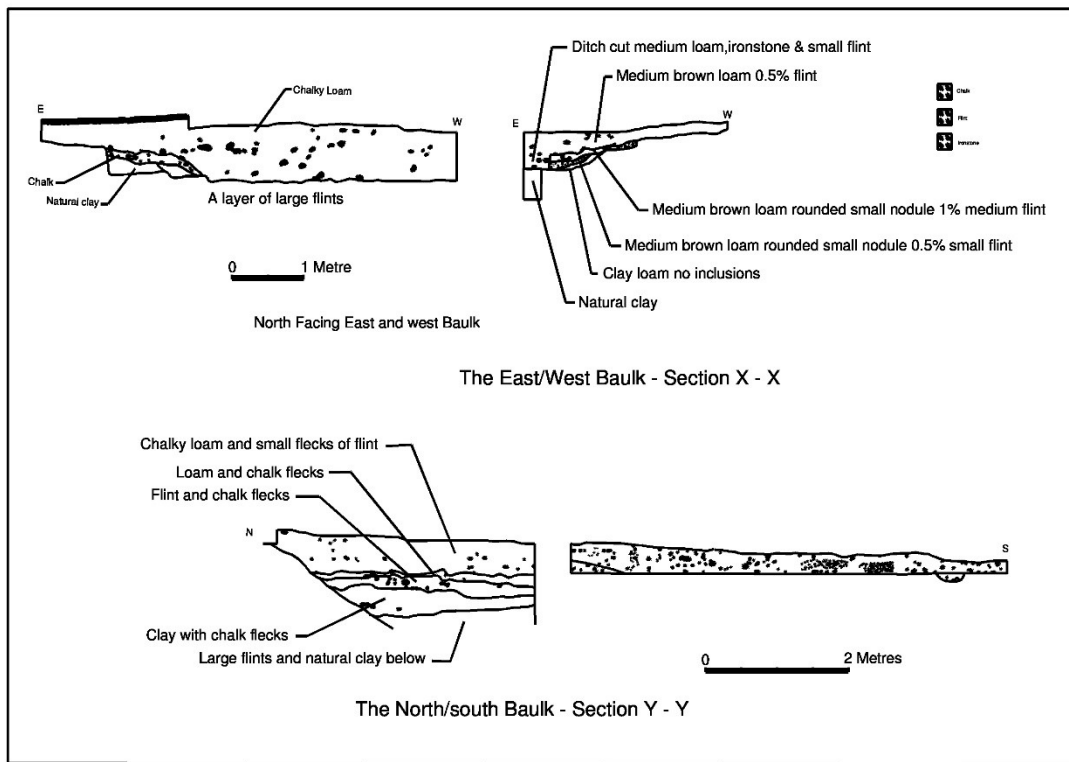 Ditch cut medium loam,ironstone & small flint
Medium brown loam 0.5% flint
Chalky Loam
E
W
Chalk
Natural clay
A layer of large flints
0 1 Metre
North Facing East and west Baulk
E
W
Chalk
Flint
Ironstone
Medium brown loam rounded small nodule 1% medium flint
Medium brown loam rounded small nodule 0.5% small flint
Clay loam no inclusions
Natural clay
The East/West Baulk - Section X - X
Chalky loam and small flecks of flint
Loam and chalk flecks
Flint and chalk flecks
N
S
Clay with chalk flecks
Large flints and natural clay below
0 2 Metres
The North/south Baulk - Section Y - Y